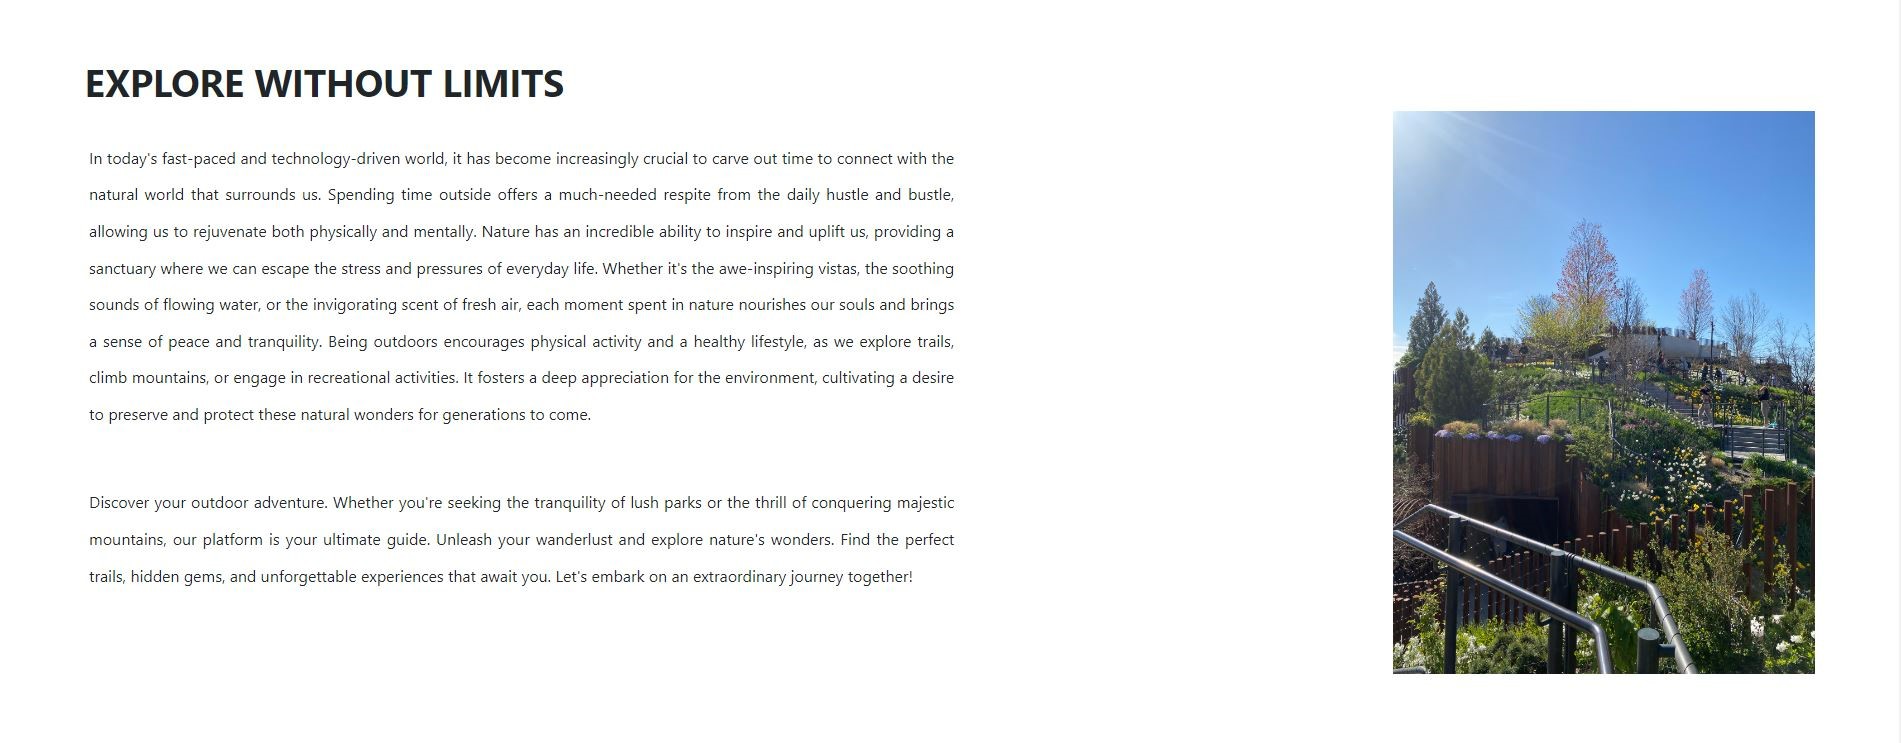 EXPLORE WITHOUT LIMITS
In today's fast-paced and technology-driven world, it has become increasingly crucial to carve out time to connect with the
natural world that surrounds us. Spending time outside offers a much-needed respite from the daily hustle and bustle,
allowing us to rejuvenate both physically and mentally. Nature has an incredible ability to inspire and uplift us, providing a
sanctuary where we can escape the stress and pressures of everyday life. Whether it's the awe-inspiring vistas, the soothing
sounds of flowing water, or the invigorating scent of fresh air, each moment spent in nature nourishes our souls and brings
a sense of peace and tranquility. Being outdoors encourages physical activity and a healthy lifestyle, as we explore trails,
climb mountains, or engage in recreational activities. It fosters a deep appreciation for the environment, cultivating a desire
to preserve and protect these natural wonders for generations to come.
Discover your outdoor adventure. Whether you're seeking the tranquility of lush parks or the thrill of conquering majestic
mountains, our platform is your ultimate guide. Unleash your wanderlust and explore nature's wonders. Find the perfect
trails, hidden gems, and unforgettable experiences that await you. Let's embark on an extraordinary journey together!